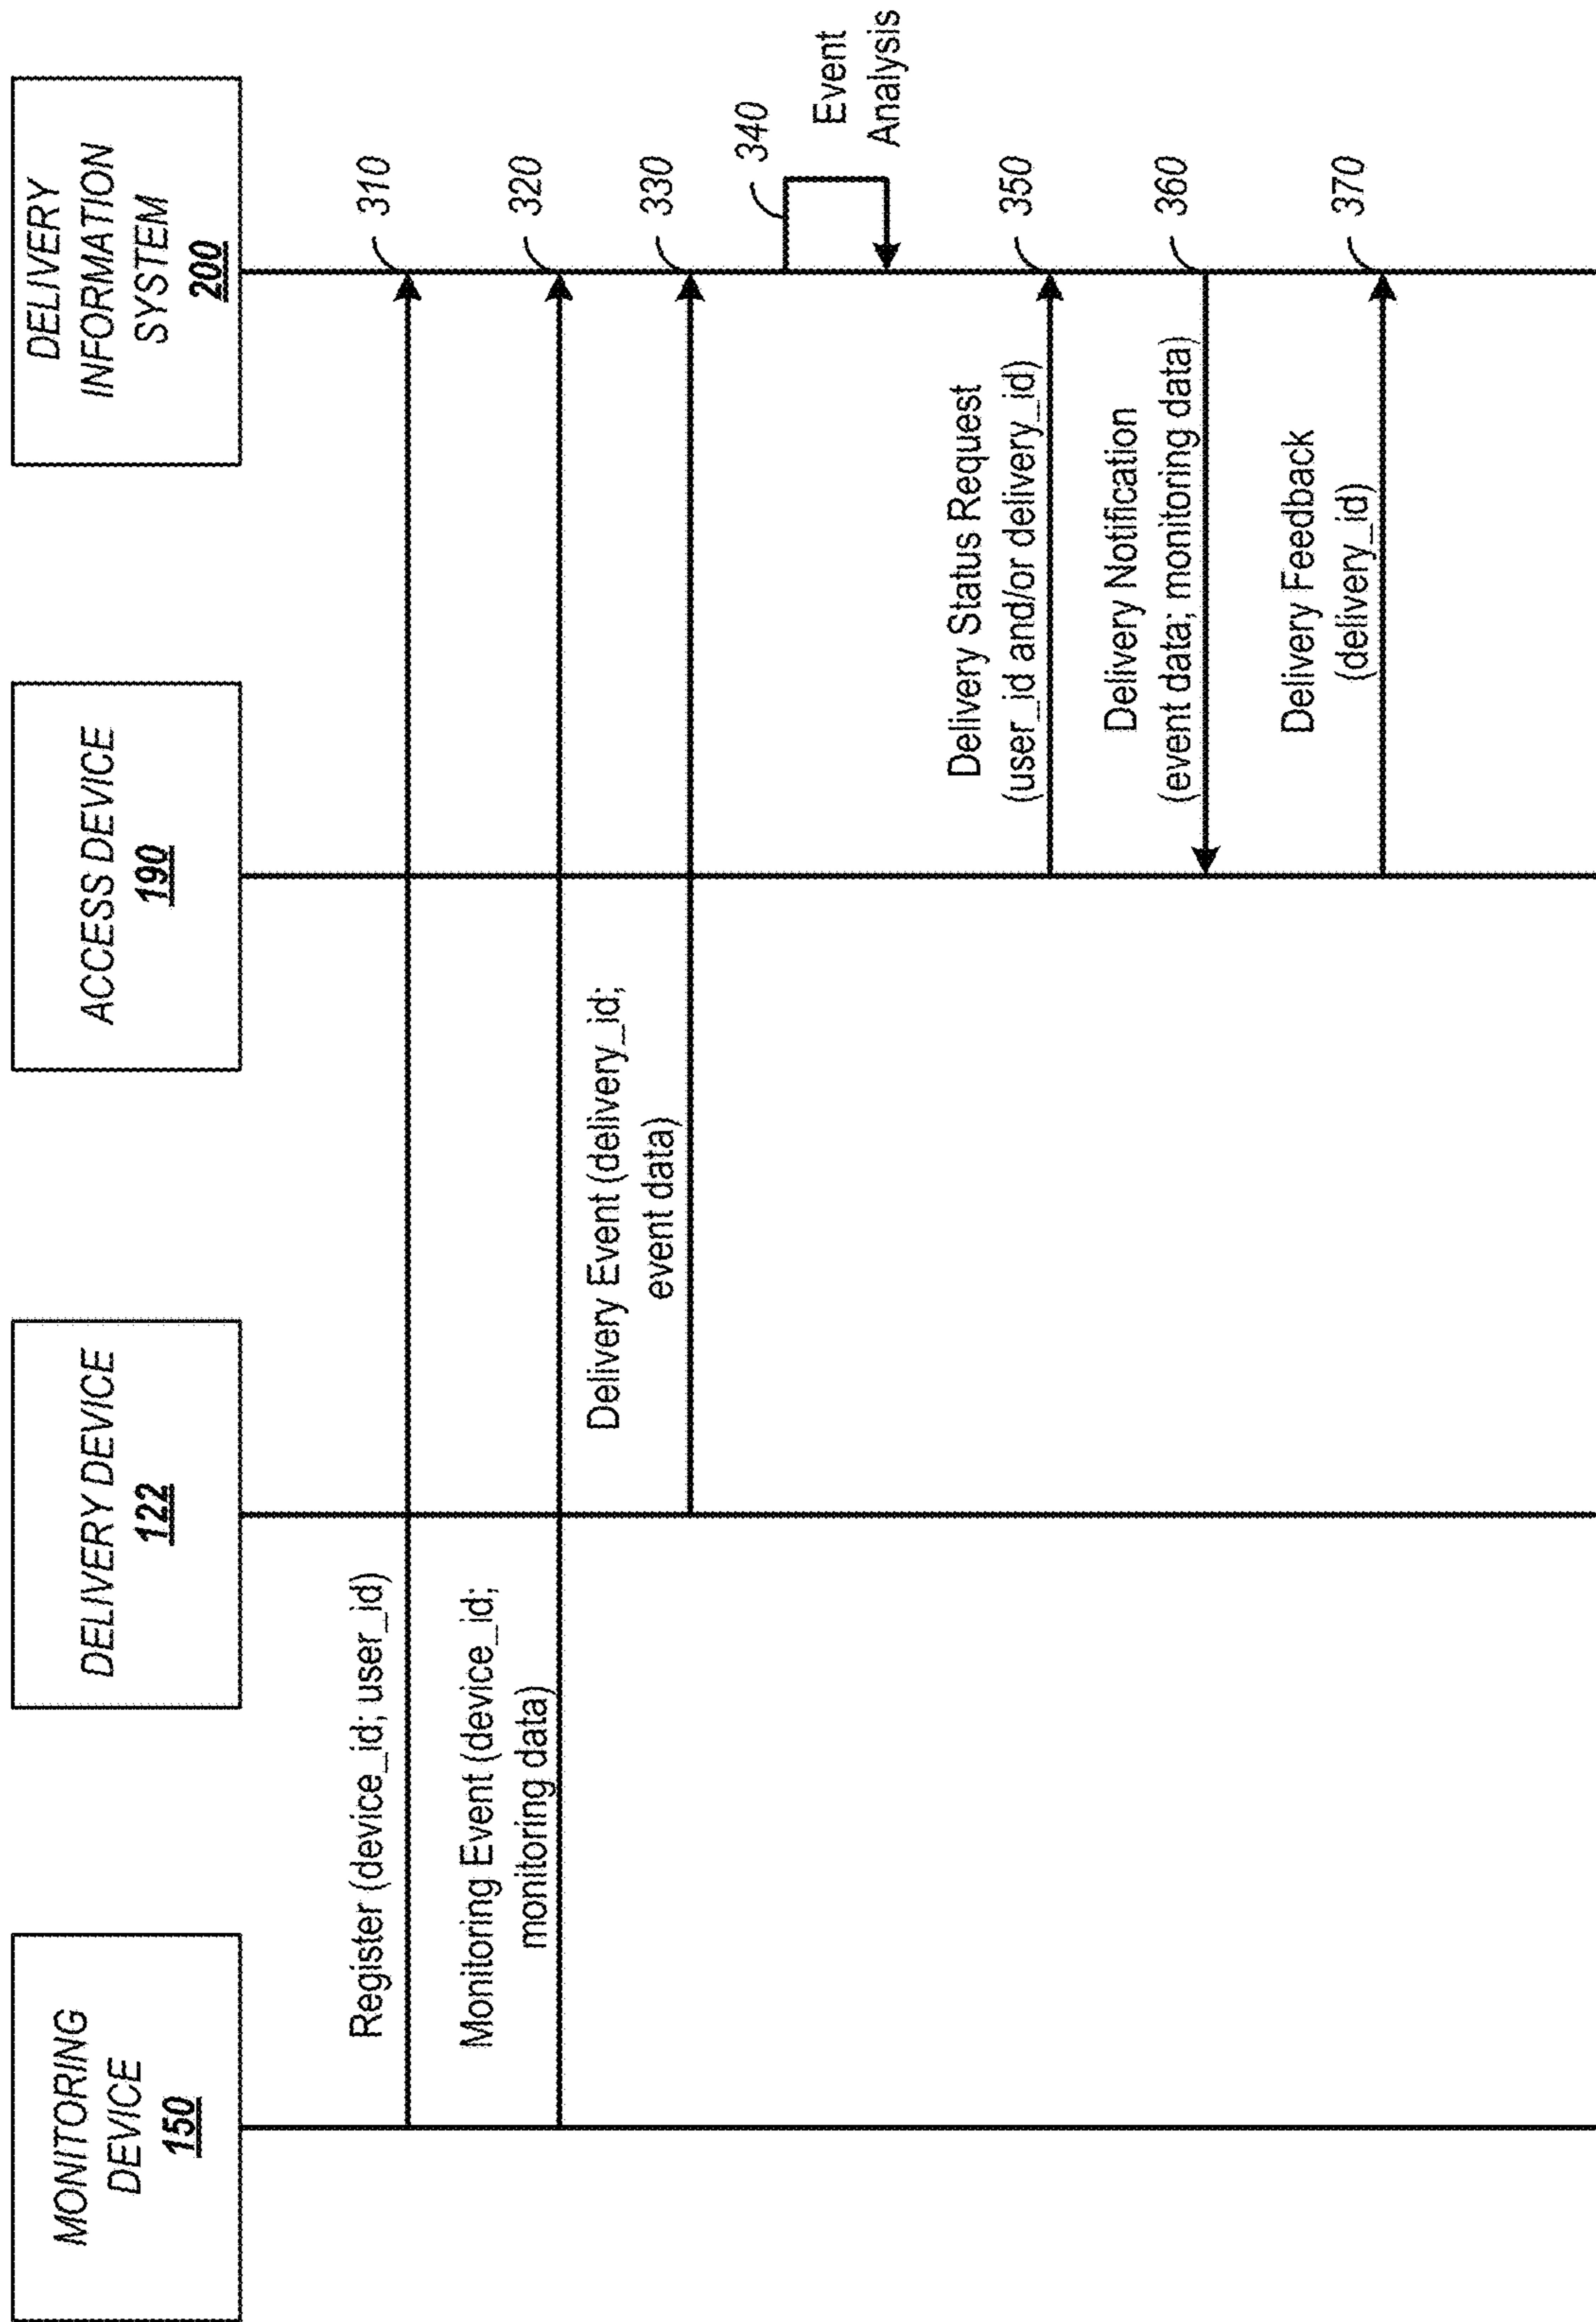 MONITORING
DEVICE
150
DELIVERY DEVICE
122
ACCESS DEVICE
190
DELIVERY
INFORMATION
SYSTEM
200
Register (device_id; user_id)
310
Monitoring Event (device_id;
monitoring data)
320
Delivery Event (delivery_id;
event data)
330
340
Event
Analysis
Delivery Status Request
(user_id and/or delivery_id)
350
Delivery Notification
(event data; monitoring data)
360
Delivery Feedback
(delivery_id)
370